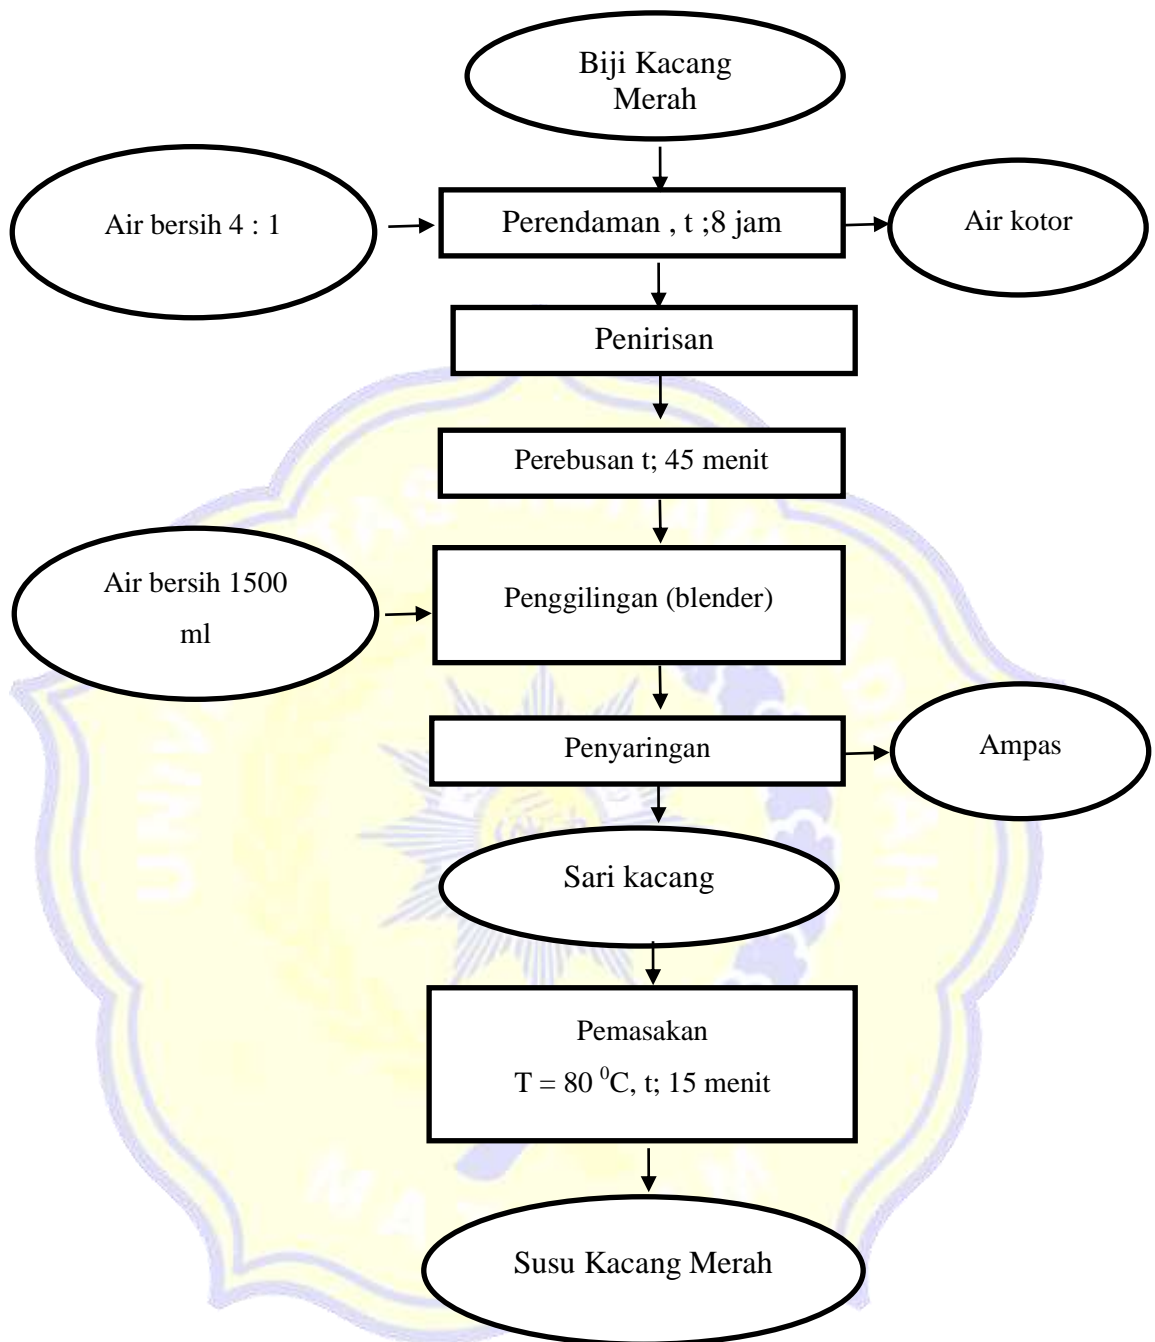 Biji Kacang
Merah
Air bersih 4 : 1
Perendaman , t ;8 jam
Air kotor
Penirisan
Perebusan t; 45 menit
Air bersih 1500
ml
Penggilingan (blender)
Penyaringan
Ampas
Sari kacang
Pemasakan
T = 80 ⁰C, t; 15 menit
Susu Kacang Merah